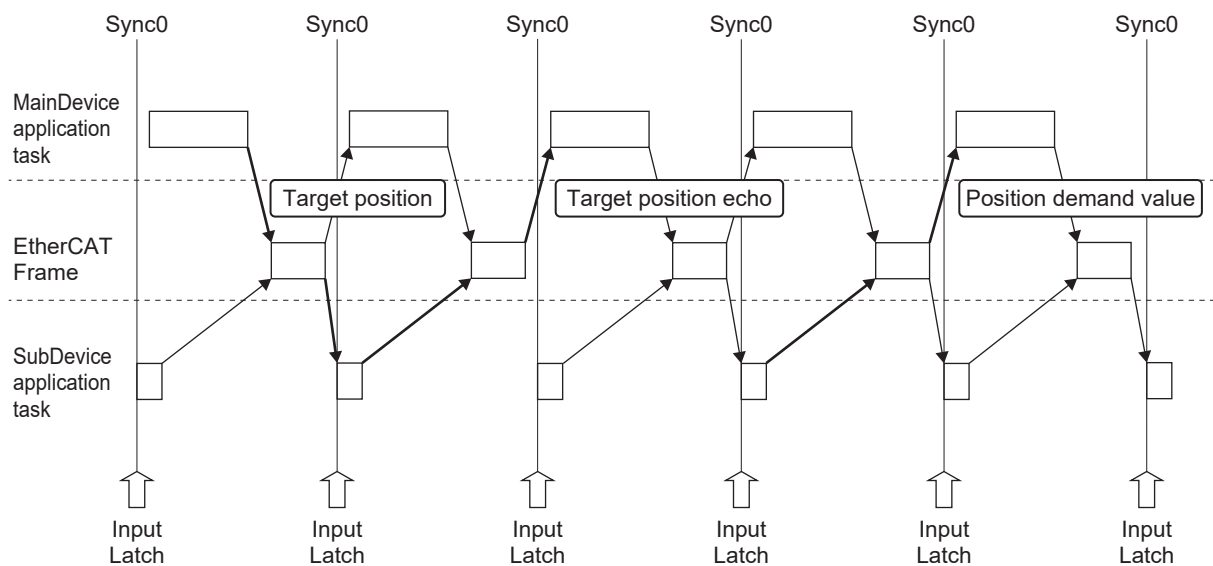 Sync0 Sync0 Sync0 Sync0 Sync0 Sync0
MainDevice
application
task
Target position Target position echo Position demand value
EtherCAT
Frame
SubDevice
application
task
Input Input Input Input Input Input
Latch Latch Latch Latch Latch Latch